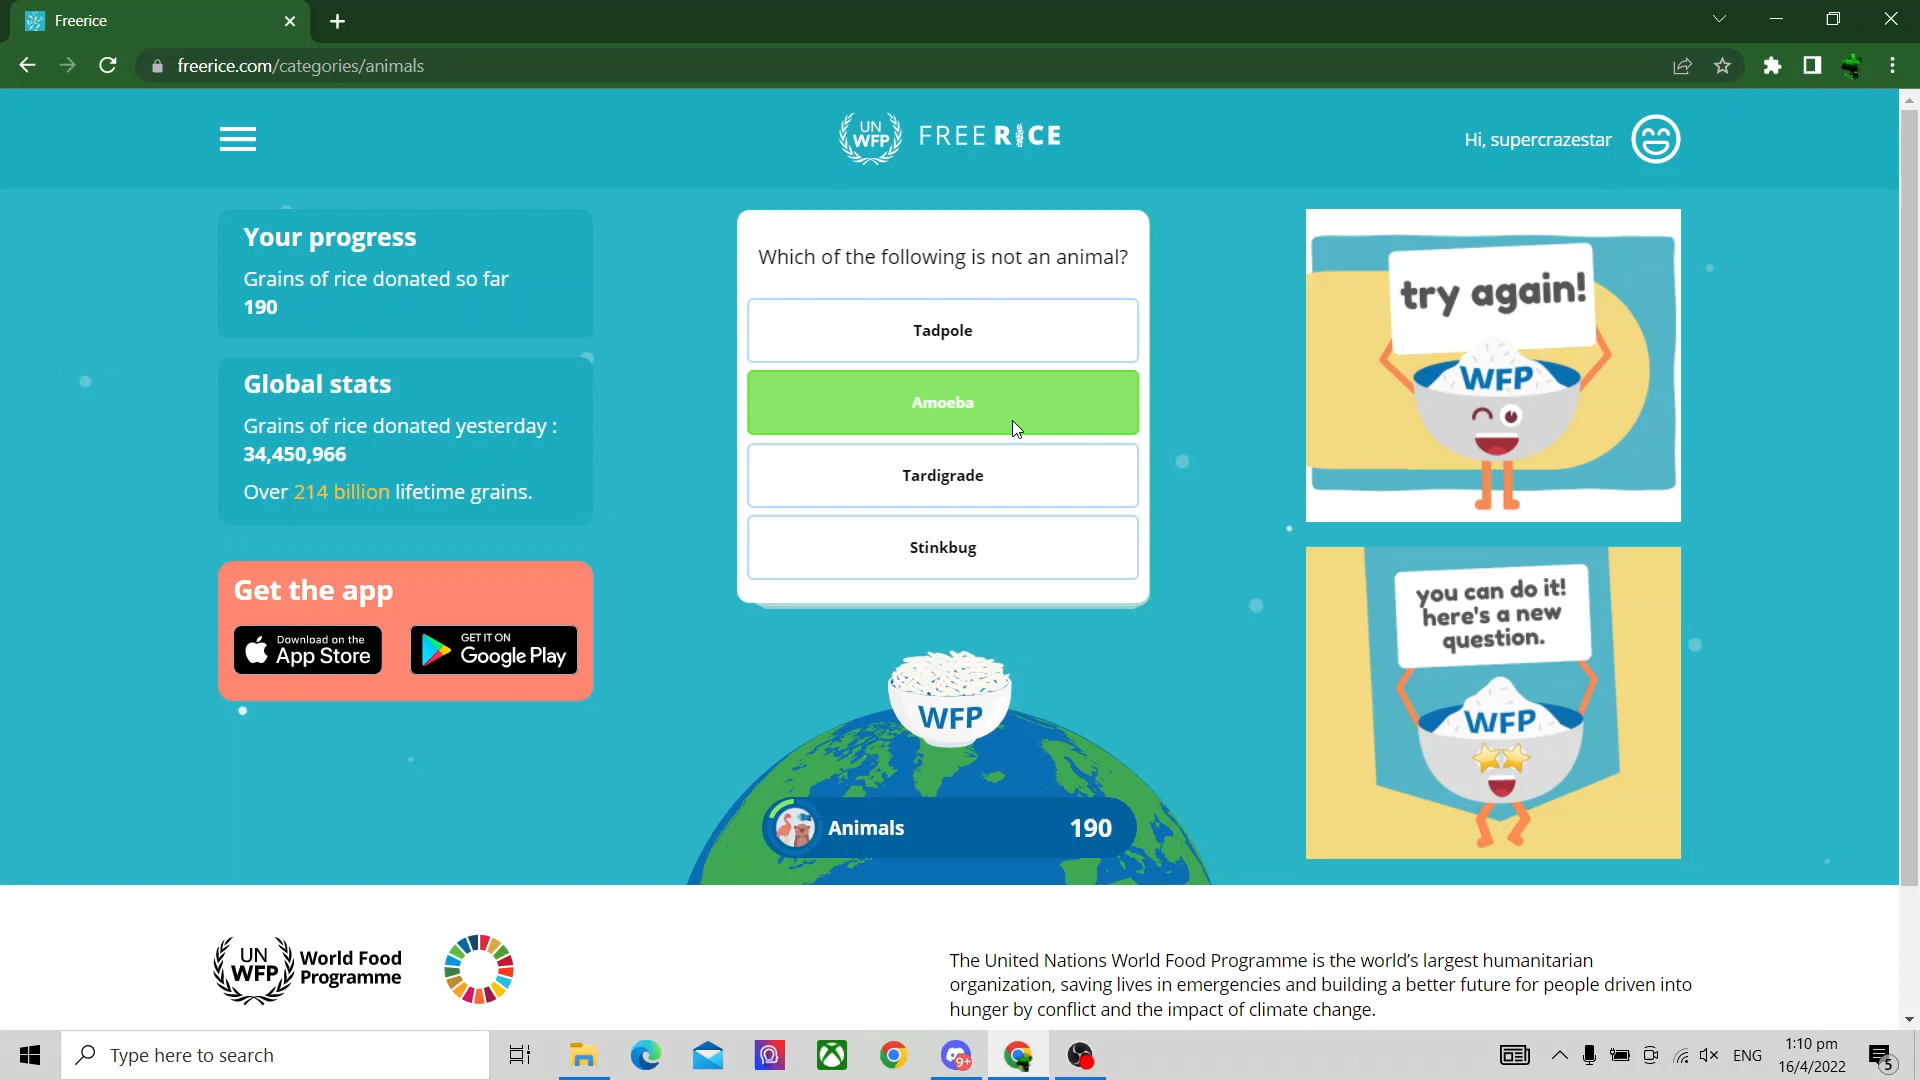 Freerice
freerice.com/categories/animals
UN
WFP
FREE RICE
Hi, supercrazestar
Your progress
Grains of rice donated so far
190
Global stats
Grains of rice donated yesterday :
34,450,966
Over 214 billion lifetime grains.
Get the app
Download on the
App Store
GET IT ON
Google Play
Which of the following is not an animal?
Tadpole
Amoeba
Tardigrade
Stinkbug
WFP
Animals
190
try again!
WFP
you can do it!
here's a new
question.
WFP
UN
WFP
World Food
Programme
The United Nations World Food Programme is the world's largest humanitarian
organization, saving lives in emergencies and building a better future for people driven into
hunger by conflict and the impact of climate change.
Type here to search
9+
ENG
1:10 pm
16/4/2022
5